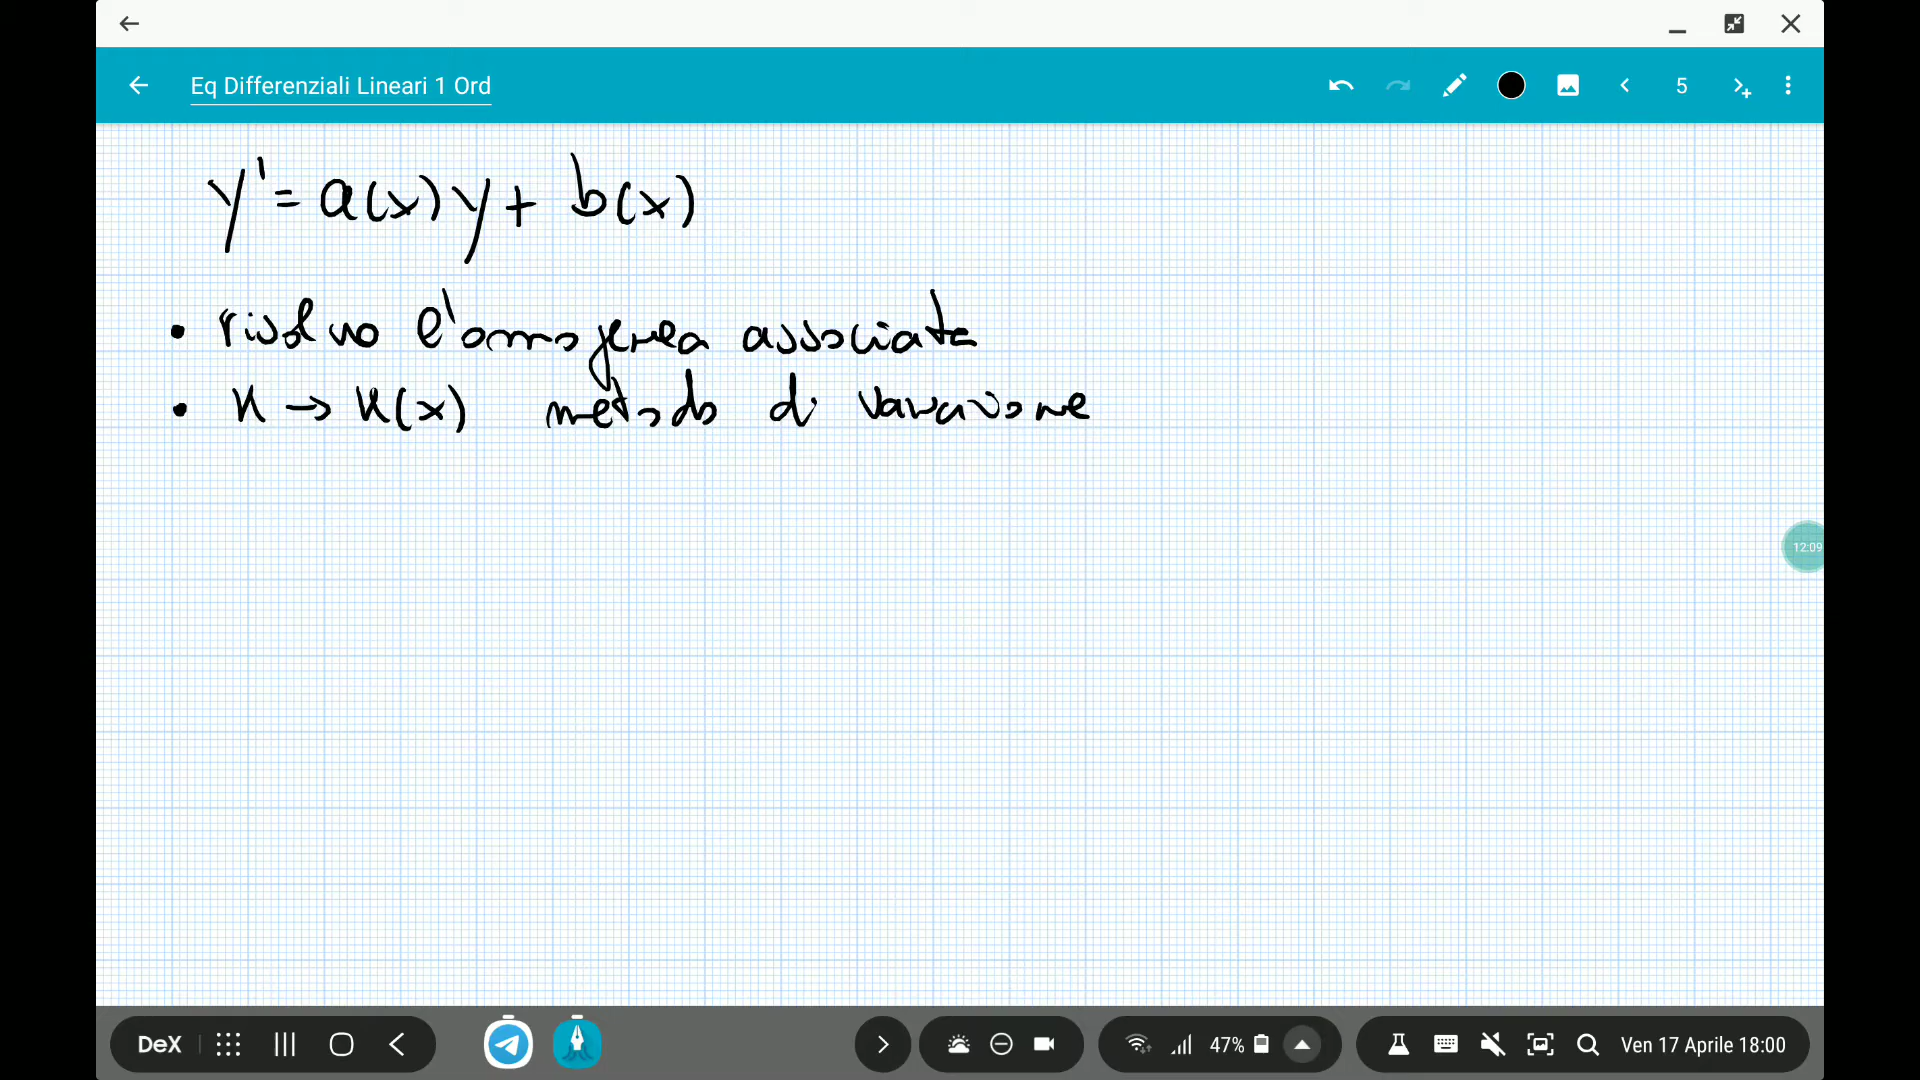 Eq Differenziali Lineari 1 Ord
5
y' = a(x)y + b(x)
• risolvo l'omogenea associata
• K → K(x) metodo di variazione
12:09
DeX
47%
Ven 17 Aprile 18:00